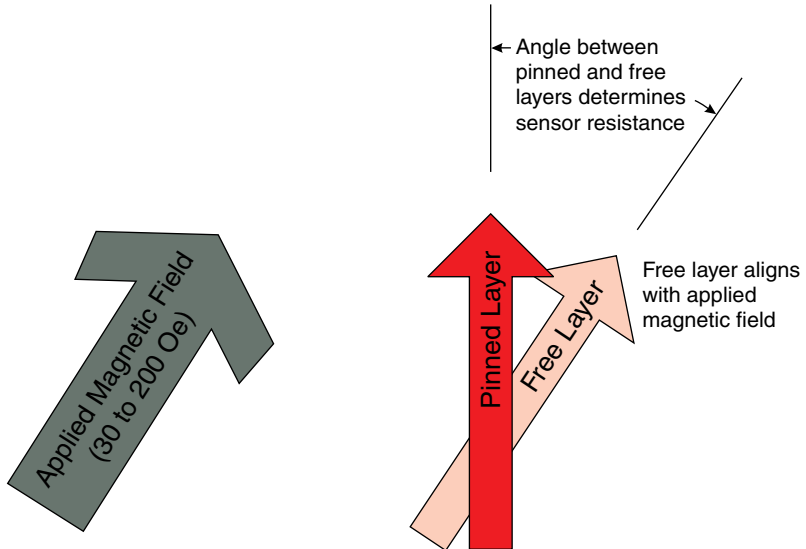 Angle between
pinned and free
layers determines
sensor resistance
Applied Magnetic Field
(30 to 200 Oe)
Pinned Layer
Free Layer
Free layer aligns
with applied
magnetic field